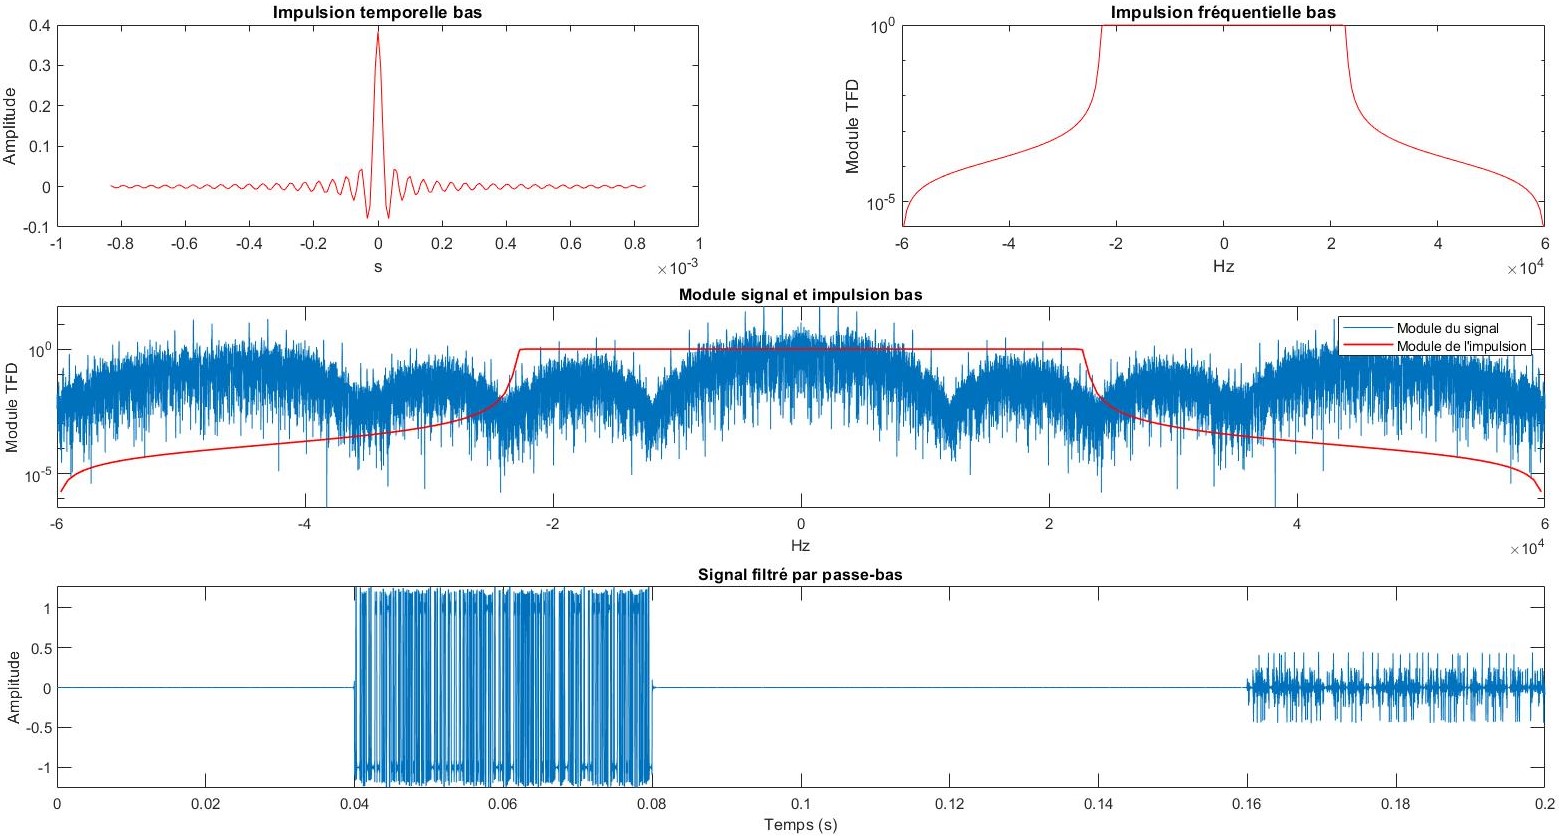 Impulsion temporelle bas
0.4
0.3
0.2
0.1
0
-0.1
Amplitude
-1 -0.8 -0.6 -0.4 -0.2 0 0.2 0.4 0.6 0.8 1
s
×10-3
Impulsion fréquentielle bas
100
10-5
Module TFD
-6 -4 -2 0 2 4 6
Hz
×104
Module signal et impulsion bas
Module du signal
Module de l'impulsion
100
10-5
Module TFD
-6 -4 -2 0 2 4 6
Hz
×104
Signal filtré par passe-bas
1
0.5
0
-0.5
-1
Amplitude
0 0.02 0.04 0.06 0.08 0.1 0.12 0.14 0.16 0.18 0.2
Temps (s)